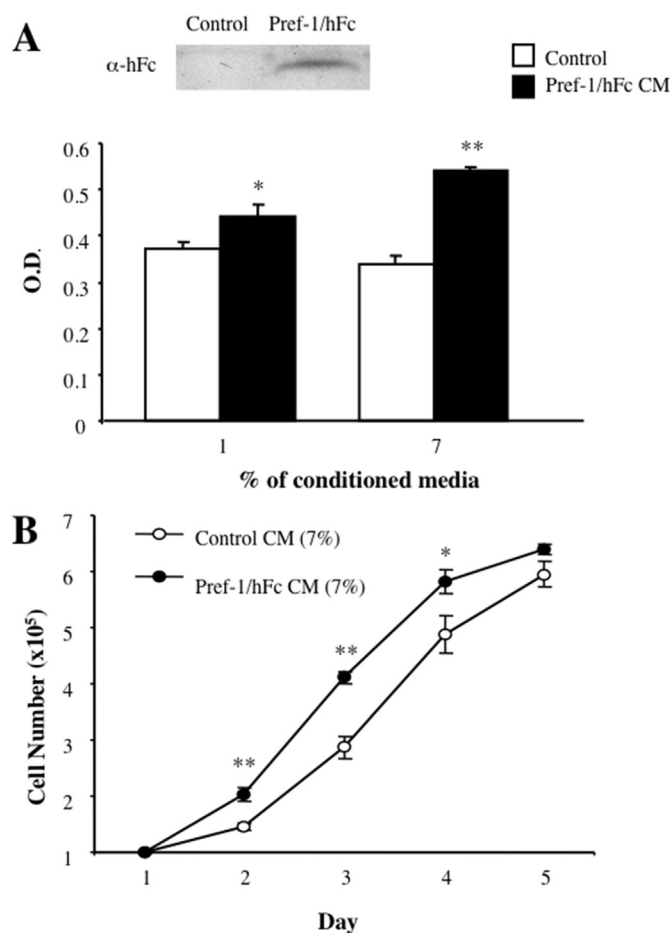 A
Control Pref-1/hFc
α-hFc
Control
Pref-1/hFc CM
0.6
0.5
0.4
0.3
0.2
0.1
0
O.D.
*
**
1 7
% of conditioned media
B
Control CM (7%)
Pref-1/hFc CM (7%)
7
6
5
4
3
2
1
Cell Number (x10⁵)
**
**
*
1 2 3 4 5
Day